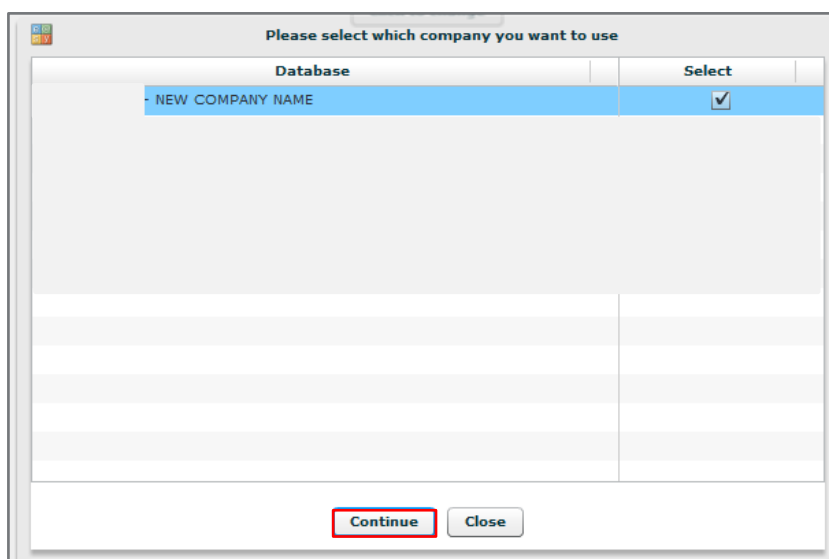 Please select which company you want to use
Database Select
- NEW COMPANY NAME
Continue Close